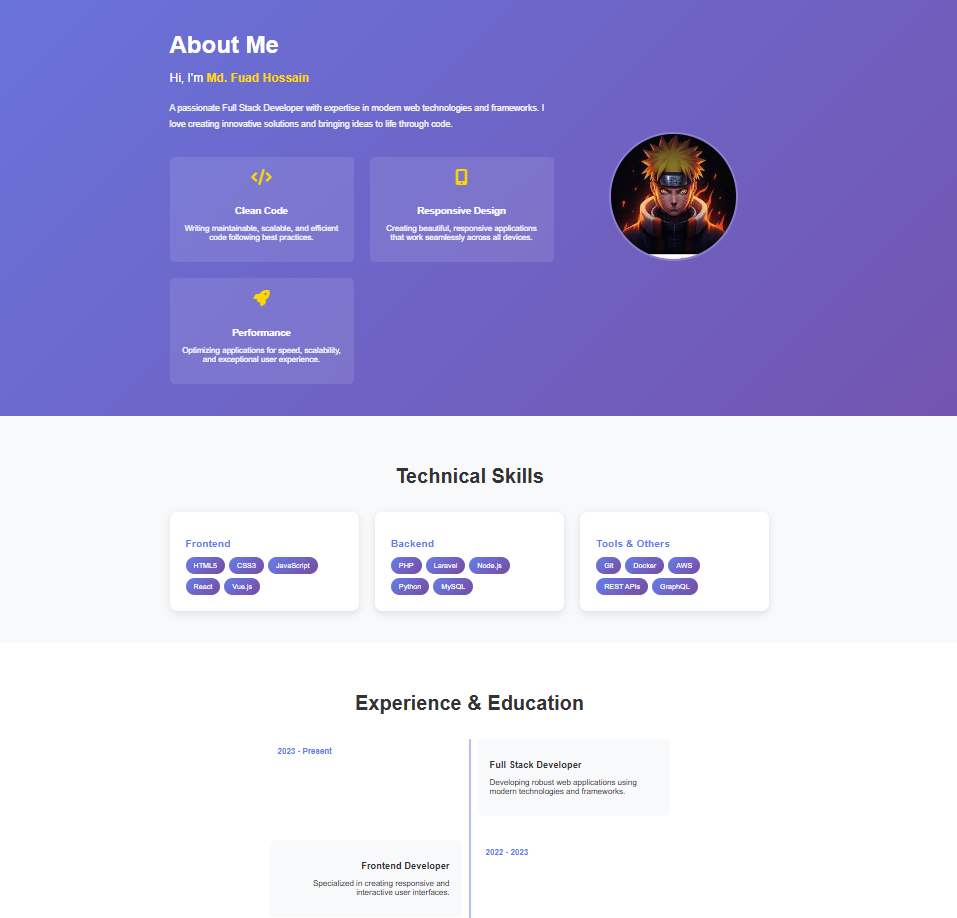 About Me
Hi, I'm Md. Fuad Hossain
A passionate Full Stack Developer with expertise in modern web technologies and frameworks. I
love creating innovative solutions and bringing ideas to life through code.
Clean Code
Writing maintainable, scalable, and efficient
code following best practices.
Responsive Design
Creating beautiful, responsive applications
that work seamlessly across all devices.
Performance
Optimizing applications for speed, scalability,
and exceptional user experience.
Technical Skills
Frontend
HTML5 CSS3 JavaScript
React Vue.js
Backend
PHP Laravel Node.js
Python MySQL
Tools & Others
Git Docker AWS
REST APIs GraphQL
Experience & Education
2023 - Present
Full Stack Developer
Developing robust web applications using
modern technologies and frameworks.
2022 - 2023
Frontend Developer
Specialized in creating responsive and
interactive user interfaces.